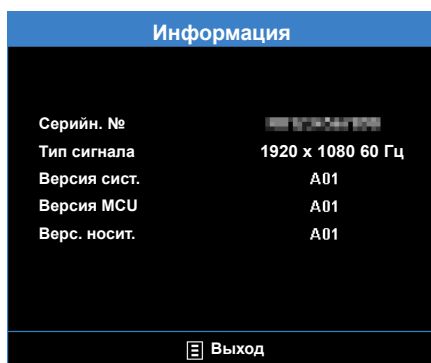 Информация
Серийн. №
Тип сигнала 1920 x 1080 60 Гц
Версия сист. A01
Версия MCU A01
Верс. носит. A01
Выход